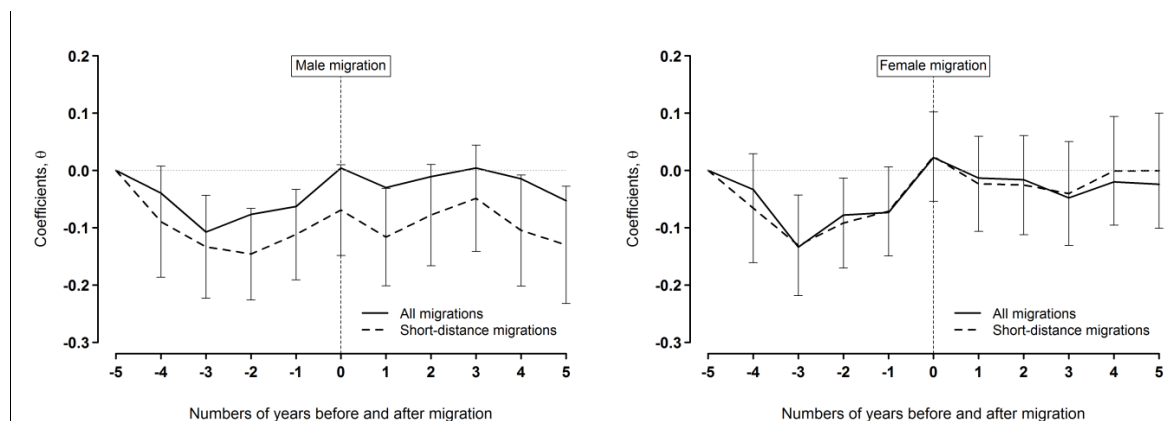 Male migration
0.2
0.1
0.0
-0.1
-0.2
-0.3
Coefficients, θ
All migrations
Short-distance migrations
-5 -4 -3 -2 -1 0 1 2 3 4 5
Numbers of years before and after migration
Female migration
0.2
0.1
0.0
-0.1
-0.2
-0.3
Coefficients, θ
All migrations
Short-distance migrations
-5 -4 -3 -2 -1 0 1 2 3 4 5
Numbers of years before and after migration